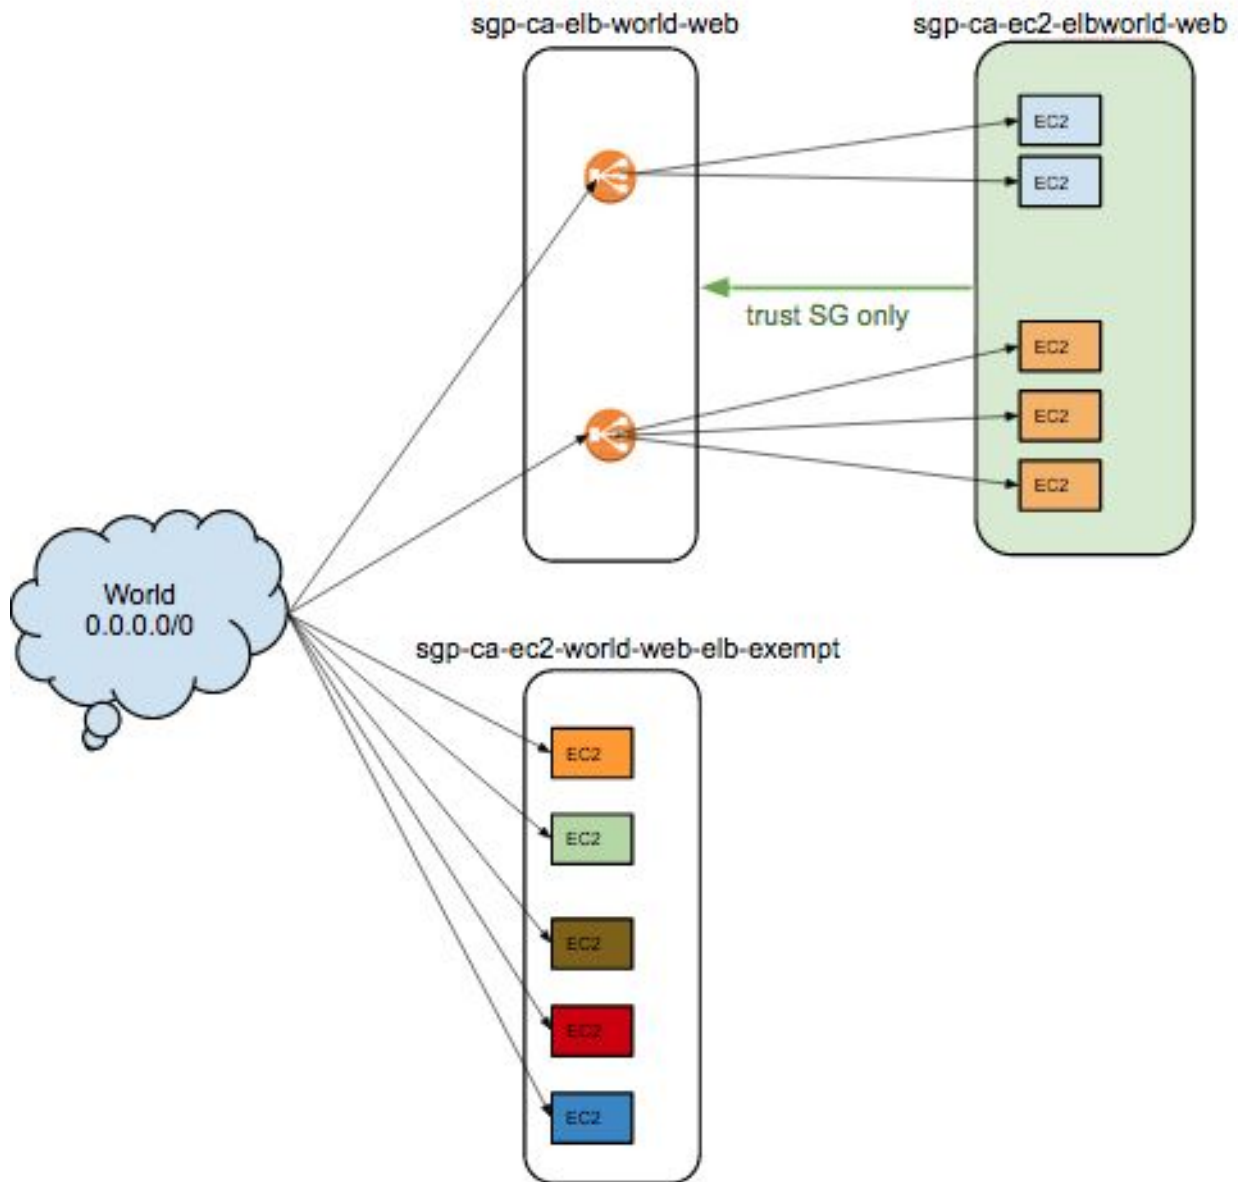 sgp-ca-elb-world-web
sgp-ca-ec2-elbworld-web
EC2
EC2
trust SG only
EC2
EC2
EC2
World
0.0.0.0/0
sgp-ca-ec2-world-web-elb-exempt
EC2
EC2
EC2
EC2
EC2